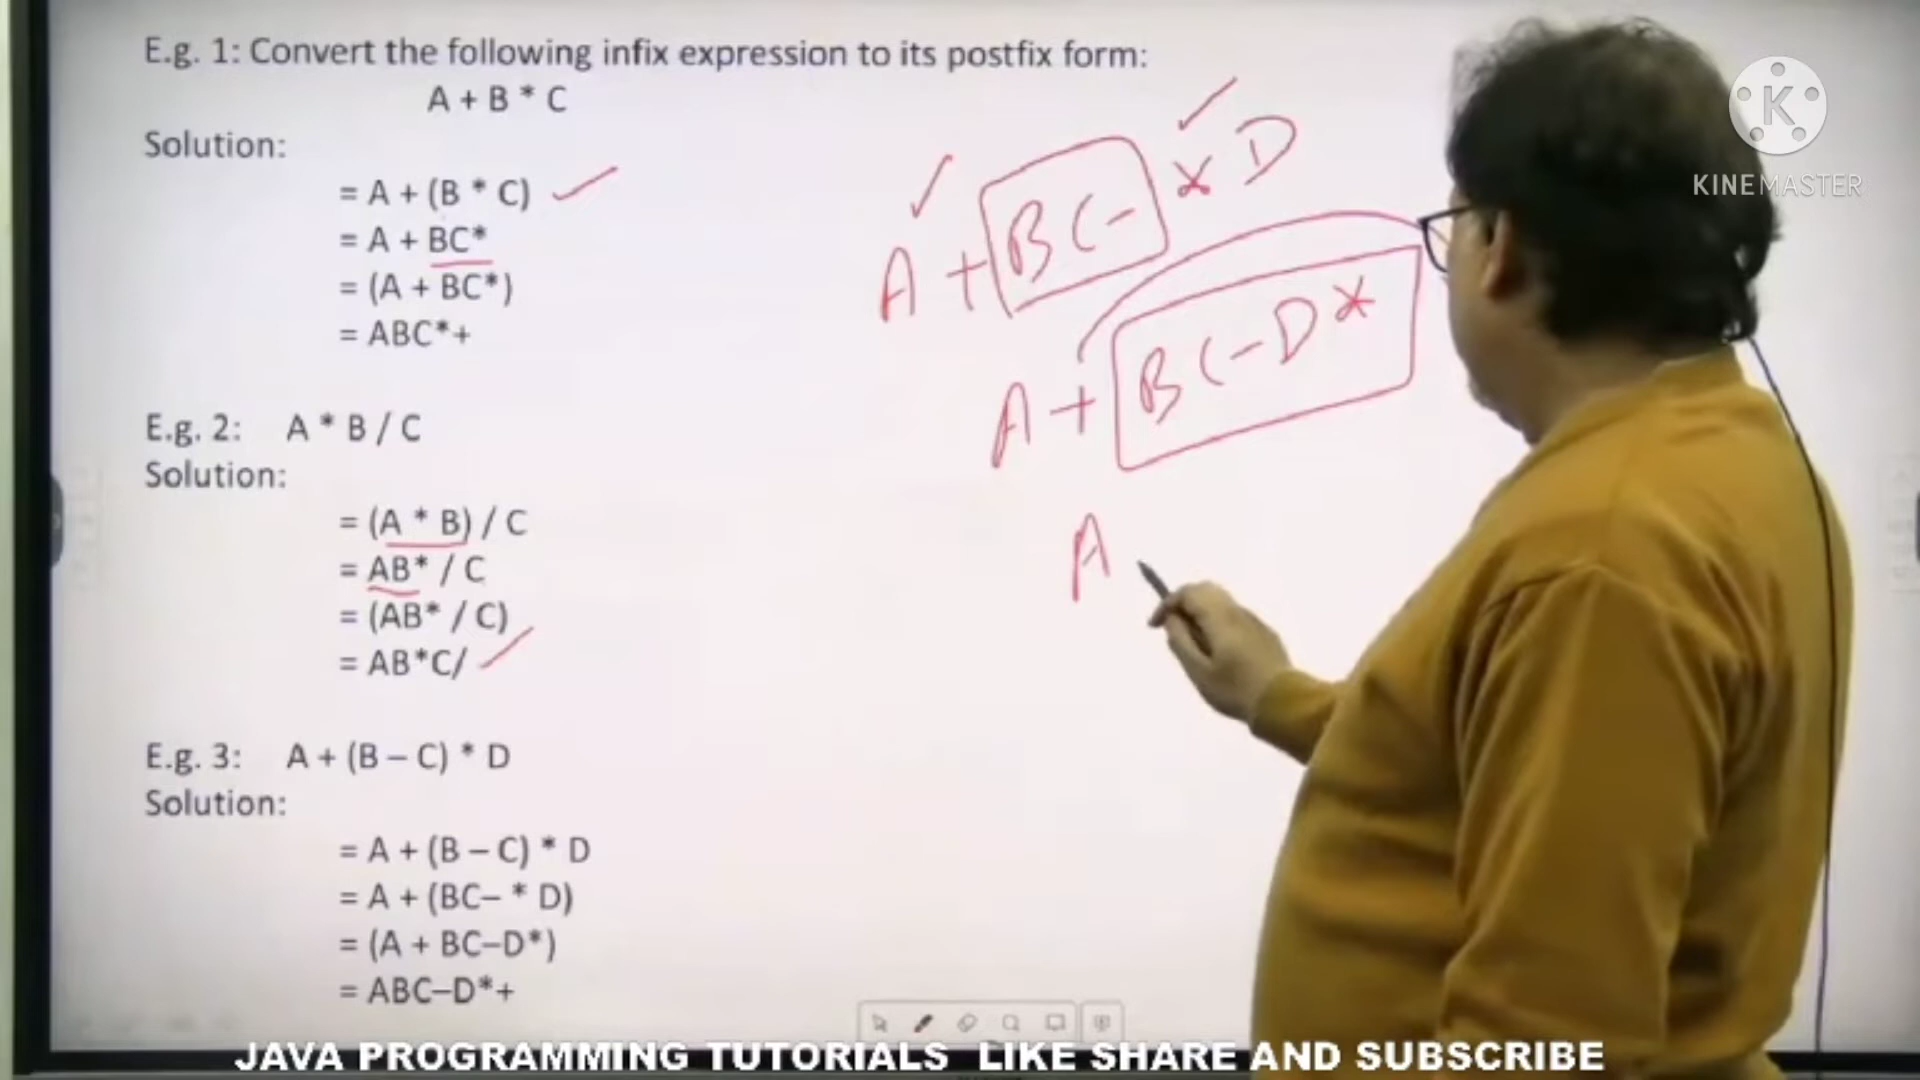 E.g. 1: Convert the following infix expression to its postfix form:
A + B * C
Solution:
= A + (B * C)
= A + BC*
= (A + BC*)
= ABC*+
E.g. 2: A * B / C
Solution:
= (A * B) / C
= AB* / C
= (AB* / C)
= AB*C/
E.g. 3: A + (B – C) * D
Solution:
= A + (B – C) * D
= A + (BC– * D)
= (A + BC–D*)
= ABC–D*+
A + BC- * D
A + BC-D*
A
K
KINEMASTER
JAVA PROGRAMMING TUTORIALS LIKE SHARE AND SUBSCRIBE